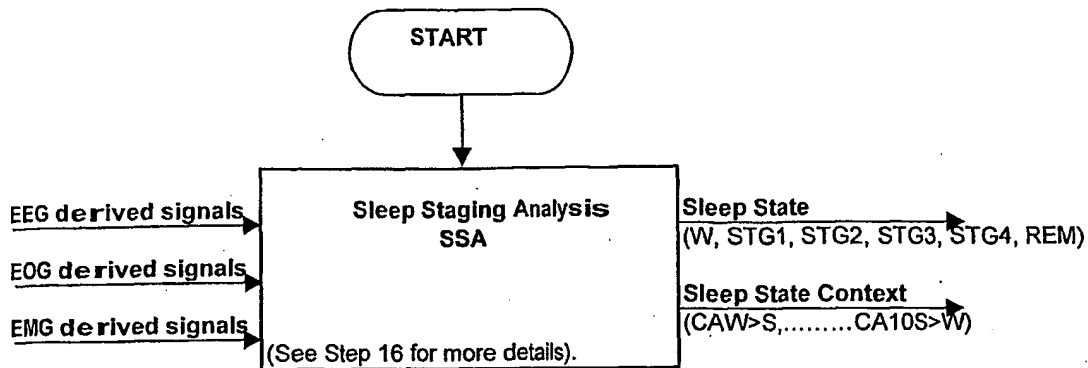 START
EEG derived signals
EOG derived signals
EMG derived signals
Sleep Staging Analysis
SSA
(See Step 16 for more details).
Sleep State
(W, STG1, STG2, STG3, STG4, REM)
Sleep State Context
(CAW>S,.........CA10S>W)